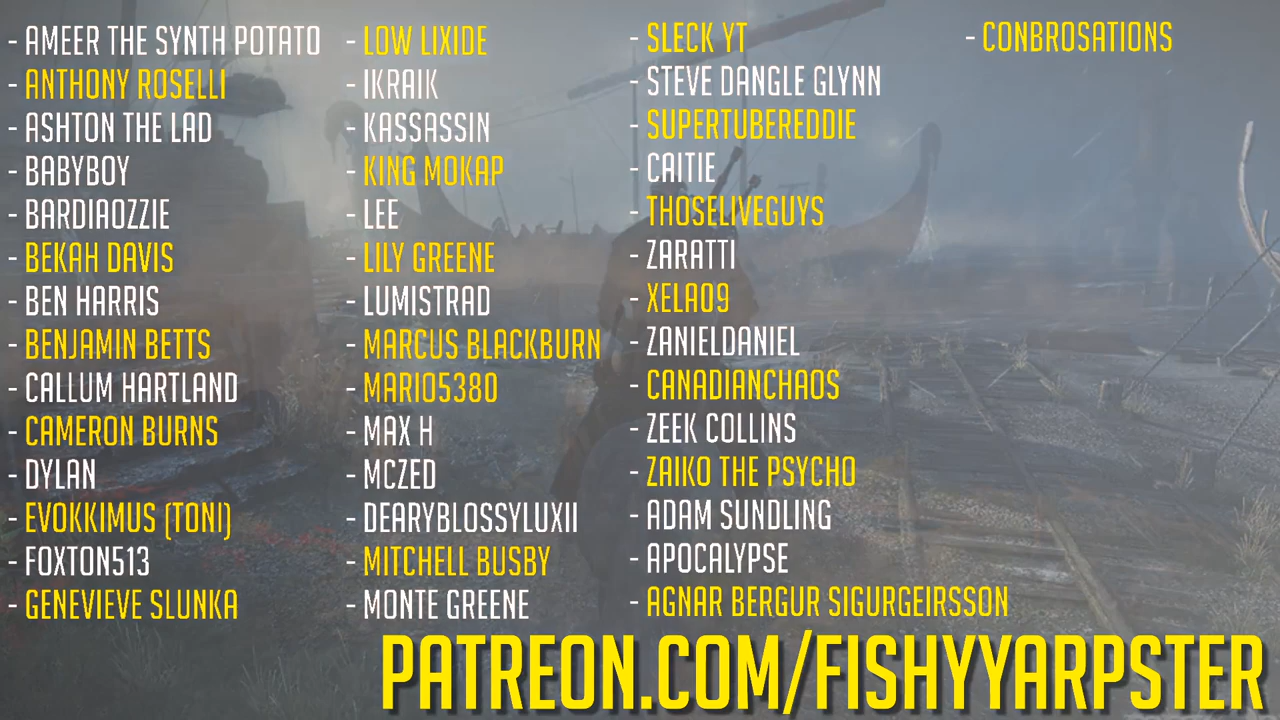 - AMEER THE SYNTH POTATO
- ANTHONY ROSELLI
- ASHTON THE LAD
- BABYBOY
- BARDIAOZZIE
- BEKAH DAVIS
- BEN HARRIS
- BENJAMIN BETTS
- CALLUM HARTLAND
- CAMERON BURNS
- DYLAN
- EVOKKIMUS (TONI)
- FOXTON513
- GENEVIEVE SLUNKA
- LOW LIXIDE
- IKRAIK
- KASSASSIN
- KING MOKAP
- LEE
- LILY GREENE
- LUMISTRAD
- MARCUS BLACKBURN
- MARIO5380
- MAX H
- MCZED
- DEARYBLOSSYLUXII
- MITCHELL BUSBY
- MONTE GREENE
- SLECK YT
- STEVE DANGLE GLYNN
- SUPERTUBEREDDIE
- CAITIE
- THOSELIVEGUYS
- ZARATTI
- XELA09
- ZANIELDANIEL
- CANADIANCHAOS
- ZEEK COLLINS
- ZAIKO THE PSYCHO
- ADAM SUNDLING
- APOCALYPSE
- AGNAR BERGUR SIGURGEIRSSON
- CONBROSATIONS
PATREON.COM/FISHYYARPSTER